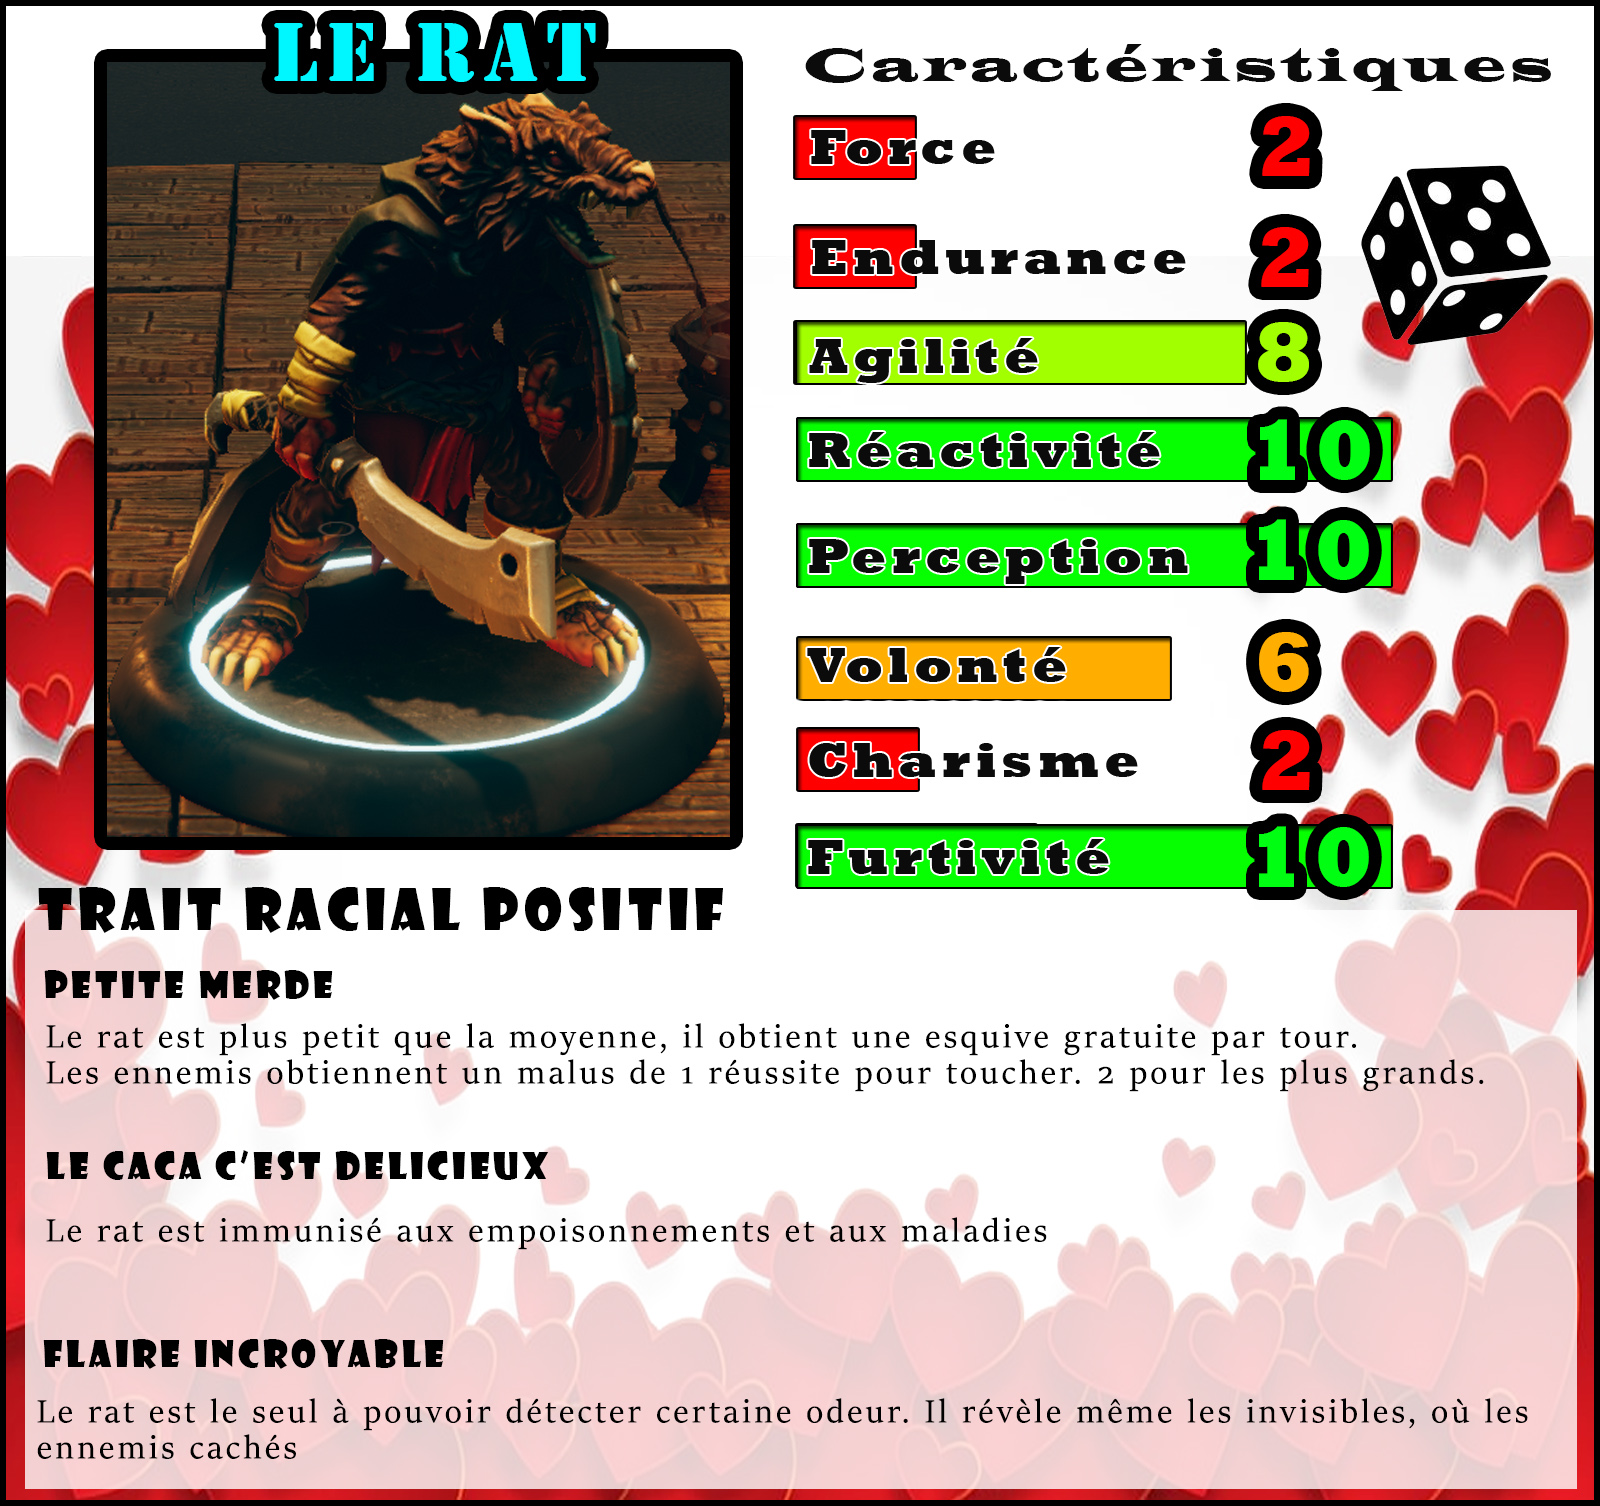 LE RAT
Caractéristiques
Force 2
Endurance 2
Agilité 8
Réactivité 10
Perception 10
Volonté 6
Charisme 2
Furtivité 10
TRAIT RACIAL POSITIF
PETITE MERDE
Le rat est plus petit que la moyenne, il obtient une esquive gratuite par tour.
Les ennemis obtiennent un malus de 1 réussite pour toucher. 2 pour les plus grands.
LE CACA C'EST DELICIEUX
Le rat est immunisé aux empoisonnements et aux maladies
FLAIRE INCROYABLE
Le rat est le seul à pouvoir détecter certaine odeur. Il révèle même les invisibles, où les
ennemis cachés